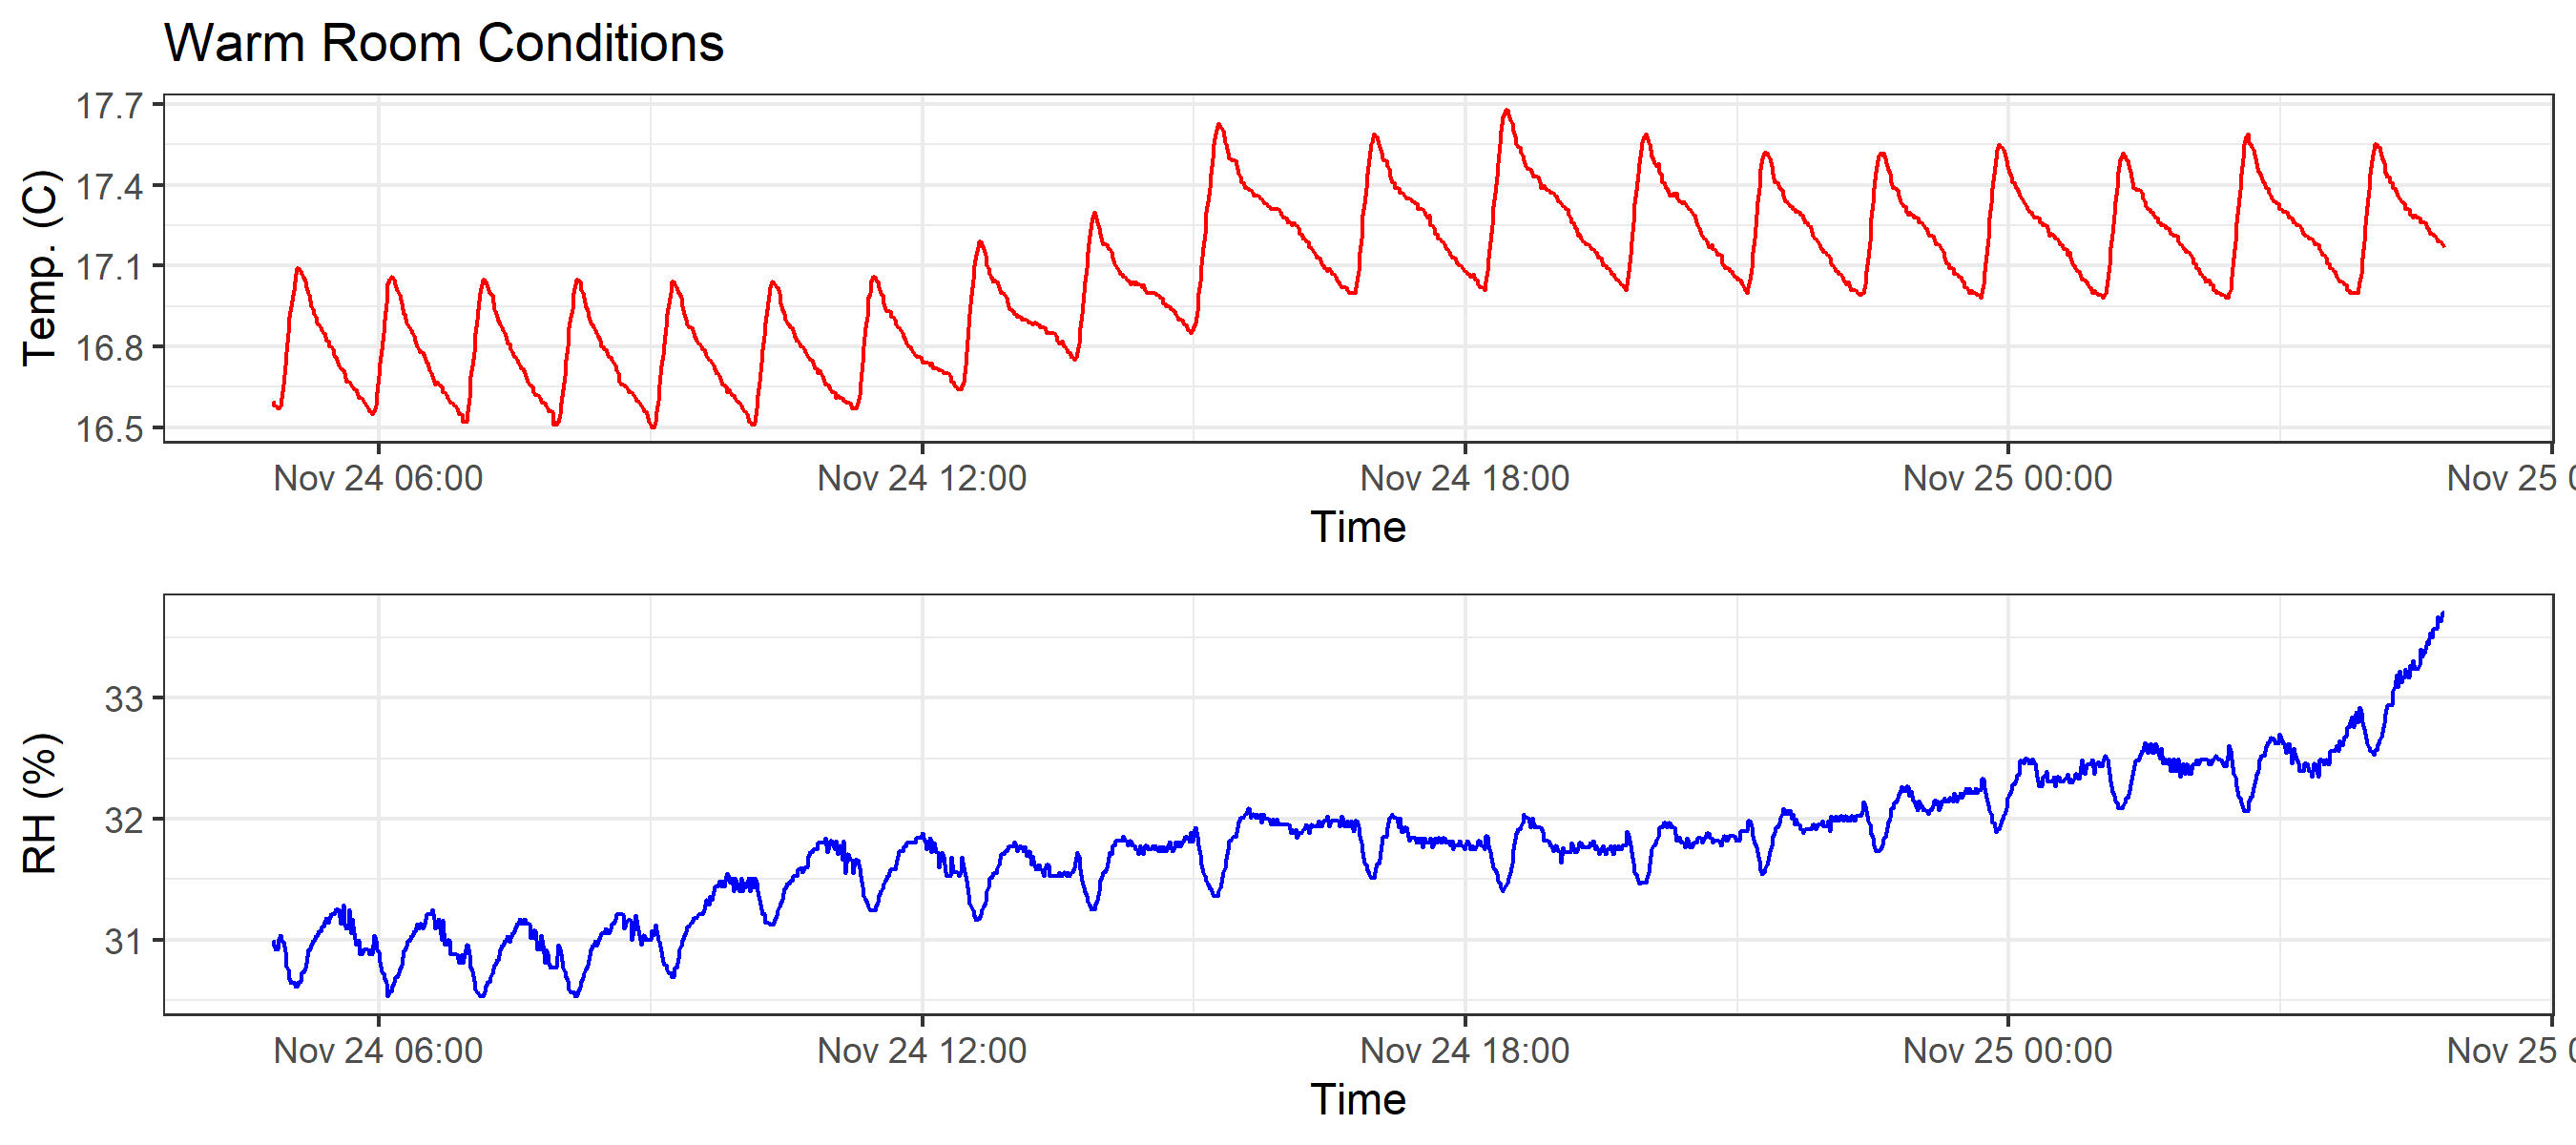 Warm Room Conditions
Temp. (C)
17.7
17.4
17.1
16.8
16.5
Nov 24 06:00 Nov 24 12:00 Nov 24 18:00 Nov 25 00:00 Nov 25 0
Time
RH (%)
33
32
31
Nov 24 06:00 Nov 24 12:00 Nov 24 18:00 Nov 25 00:00 Nov 25 0
Time